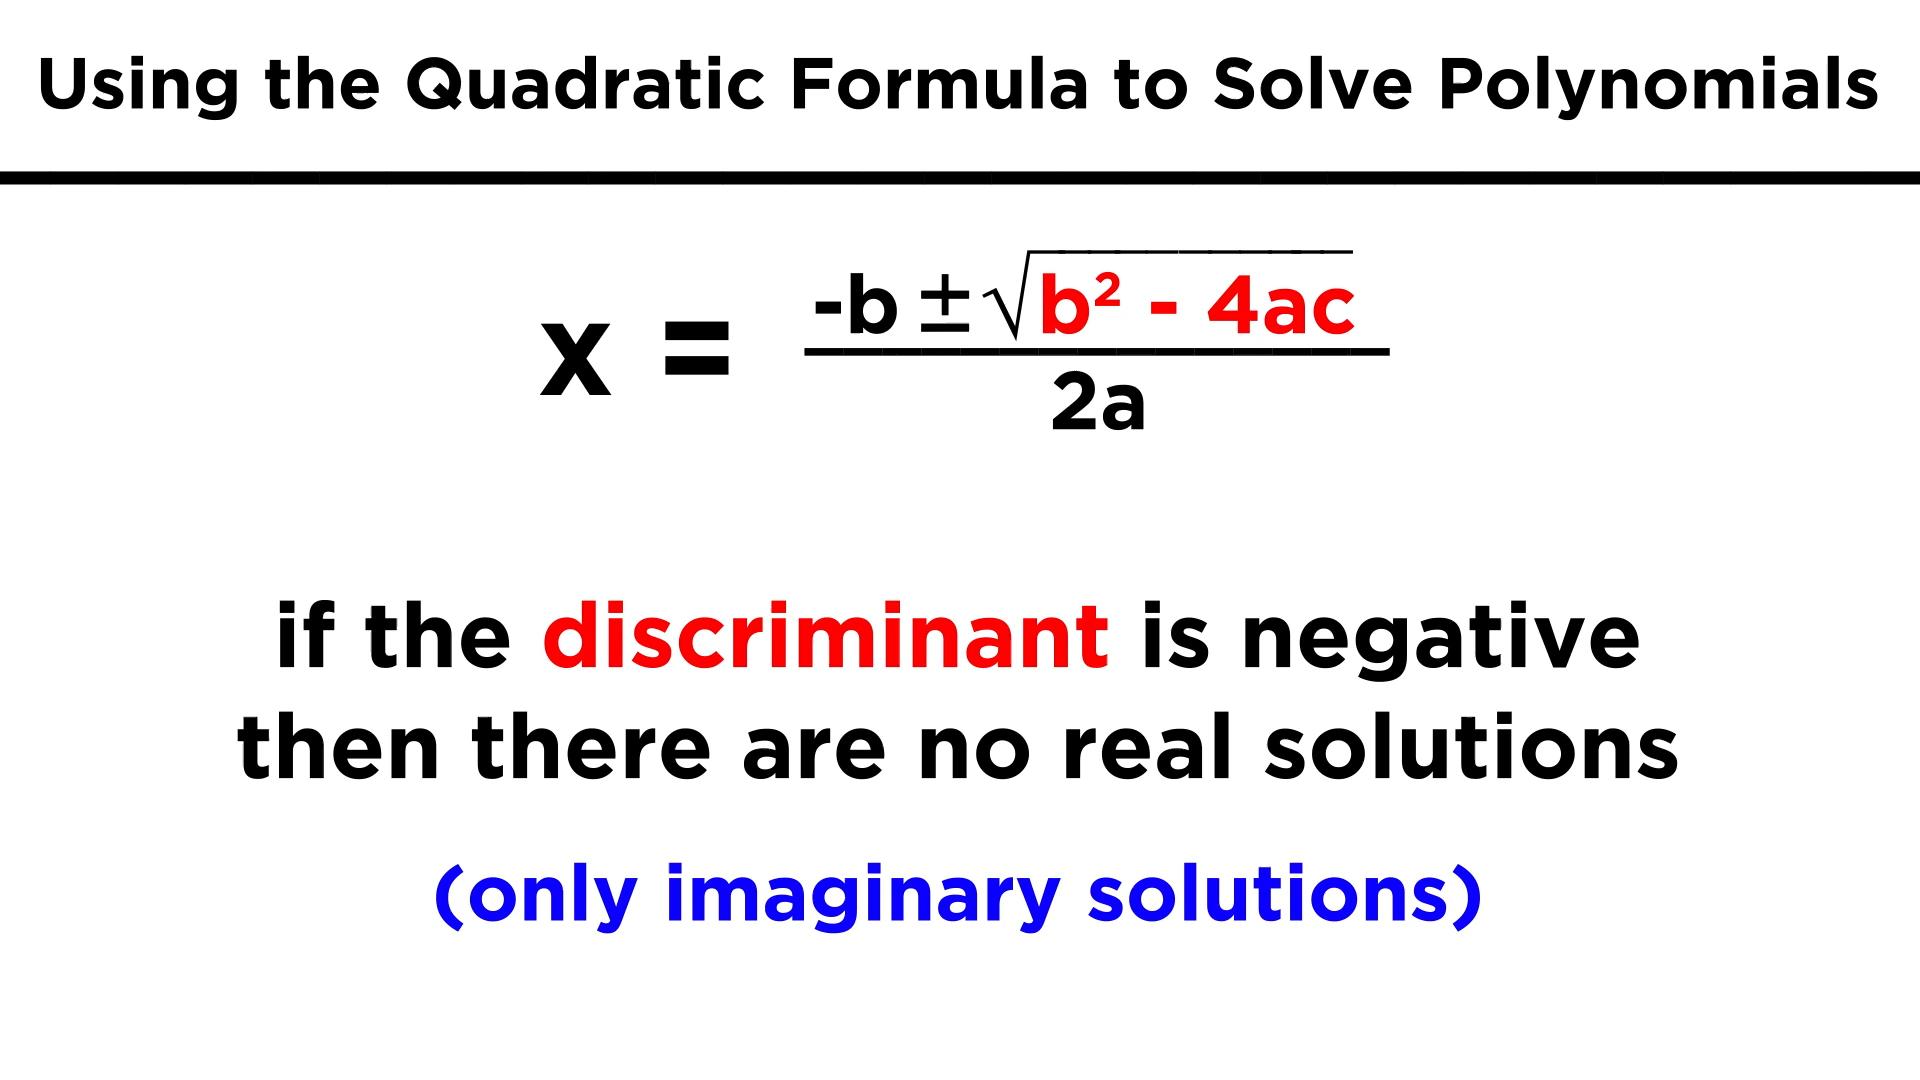 Using the Quadratic Formula to Solve Polynomials
x = -b ± √b² - 4ac
2a
if the discriminant is negative
then there are no real solutions
(only imaginary solutions)